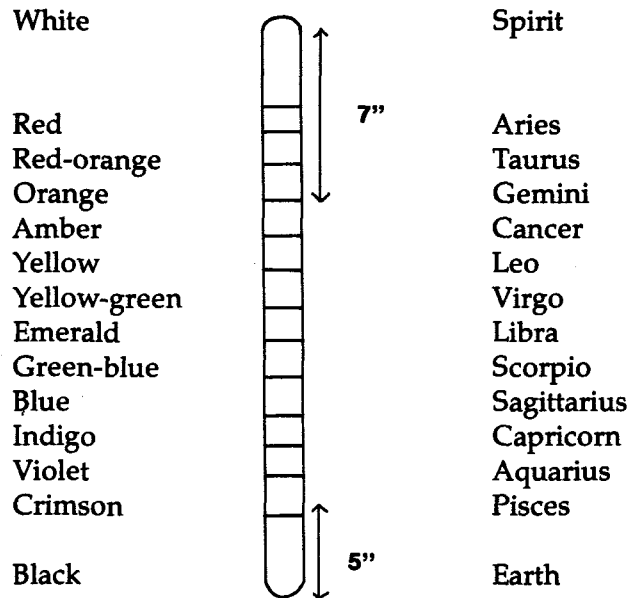 White Spirit
7”
Red Aries
Red-orange Taurus
Orange Gemini
Amber Cancer
Yellow Leo
Yellow-green Virgo
Emerald Libra
Green-blue Scorpio
Blue Sagittarius
Indigo Capricorn
Violet Aquarius
Crimson Pisces
5”
Black Earth